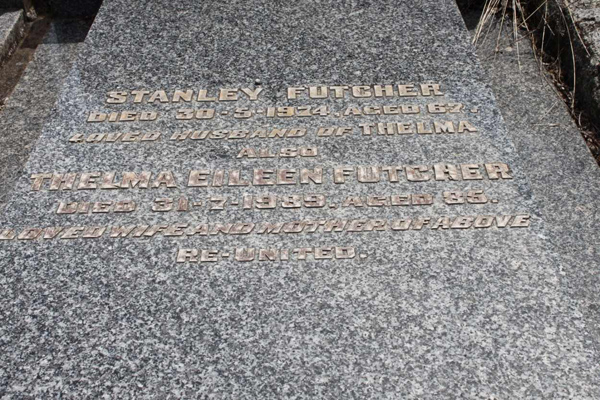 STANLEY FUTCHER
DIED 30-5-1974. AGED 67.
LOVED HUSBAND OF THELMA
ALSO
THELMA EILEEN FUTCHER
DIED 31-7-1989. AGED 85.
LOVED WIFE AND MOTHER OF ABOVE
RE-UNITED.